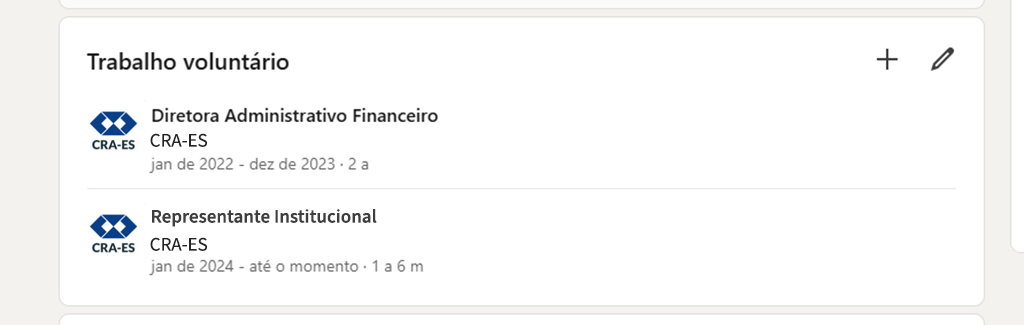 Trabalho voluntário
CRA-ES
Diretora Administrativo Financeiro
CRA-ES
jan de 2022 - dez de 2023 · 2 a
CRA-ES
Representante Institucional
CRA-ES
jan de 2024 - até o momento · 1 a 6 m